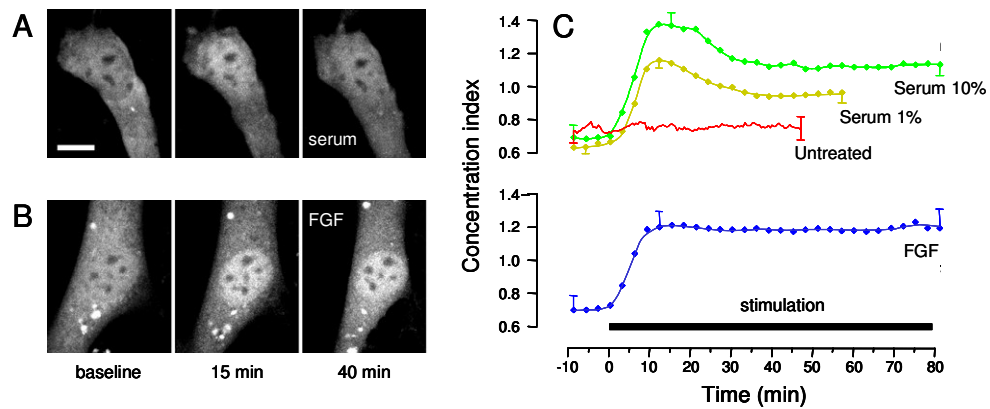 A
serum
B
FGF
baseline
15 min
40 min
C
Concentration index
1.4
1.2
1.0
0.8
0.6
Serum 10%
Serum 1%
Untreated
1.4
1.2
1.0
0.8
0.6
FGF
stimulation
-10 0 10 20 30 40 50 60 70 80
Time (min)